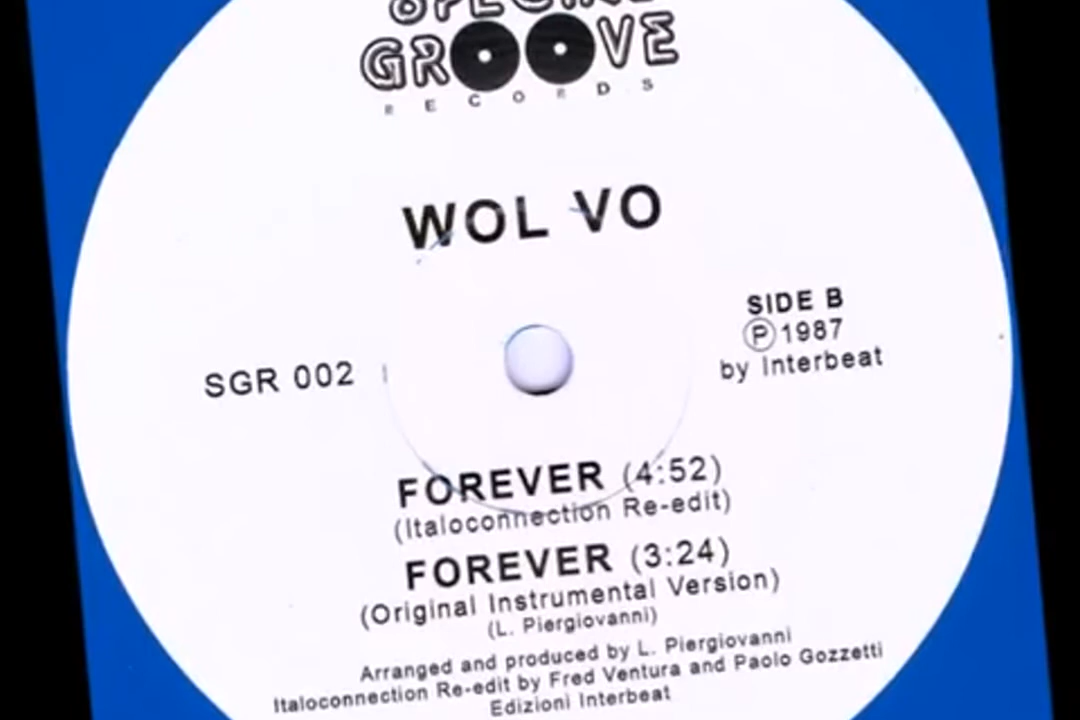 GROOVE
RECORDS
WOL VO
SIDE B
Ⓟ 1987
by Interbeat
SGR 002
FOREVER (4:52)
(Italoconnection Re-edit)
FOREVER (3:24)
(Original Instrumental Version)
(L. Piergiovanni)
Arranged and produced by L. Piergiovanni
Italoconnection Re-edit by Fred Ventura and Paolo Gozzetti
Edizioni Interbeat